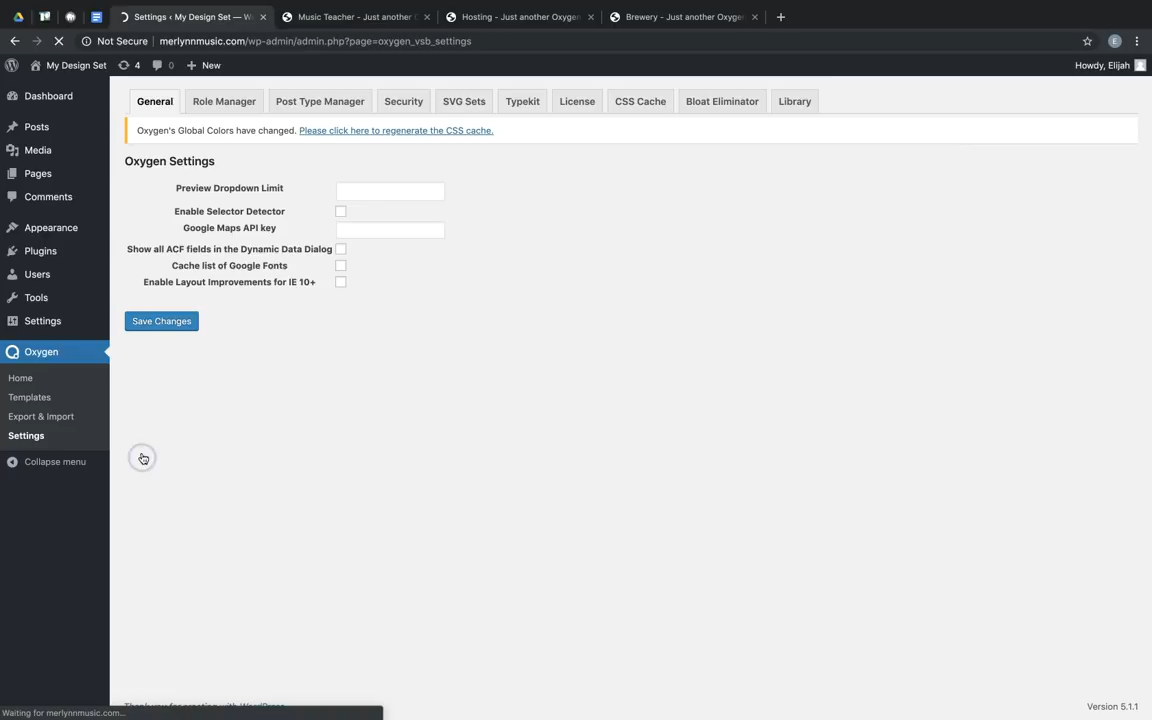 Settings ‹ My Design Set — W
Music Teacher - Just another O
Hosting - Just another Oxygen
Brewery - Just another Oxygen
Not Secure
merlynnmusic.com/wp-admin/admin.php?page=oxygen_vsb_settings
E
My Design Set
4
0
New
Howdy, Elijah
Dashboard
Posts
Media
Pages
Comments
Appearance
Plugins
Users
Tools
Settings
Oxygen
Home
Templates
Export & Import
Settings
Collapse menu
General
Role Manager
Post Type Manager
Security
SVG Sets
Typekit
License
CSS Cache
Bloat Eliminator
Library
Oxygen's Global Colors have changed. Please click here to regenerate the CSS cache.
Oxygen Settings
Preview Dropdown Limit
Enable Selector Detector
Google Maps API key
Show all ACF fields in the Dynamic Data Dialog
Cache list of Google Fonts
Enable Layout Improvements for IE 10+
Save Changes
Thank you for creating with WordPress.
Version 5.1.1
Waiting for merlynnmusic.com...